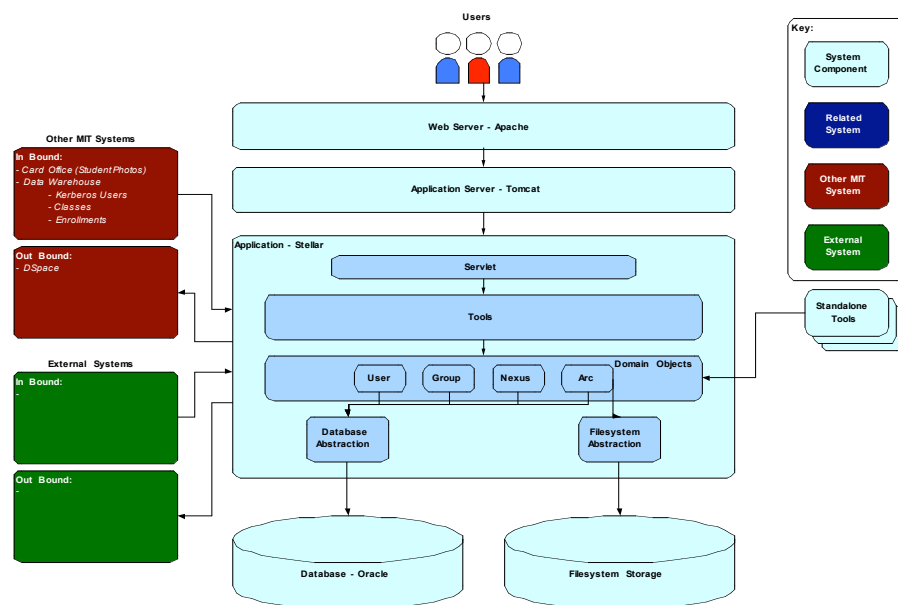 Users
Key:
System
Component
Related
System
Other MIT
System
External
System
Web Server - Apache
Application Server - Tomcat
Other MIT Systems
In Bound:
- Card Office (Student Photos)
- Data Warehouse
- Kerberos Users
- Classes
- Enrollments
Out Bound:
- DSpace
Application - Stellar
Servlet
Tools
Domain Objects
User
Group
Nexus
Arc
Database
Abstraction
Filesystem
Abstraction
Standalone
Tools
External Systems
In Bound:
-
Out Bound:
-
Database - Oracle
Filesystem Storage